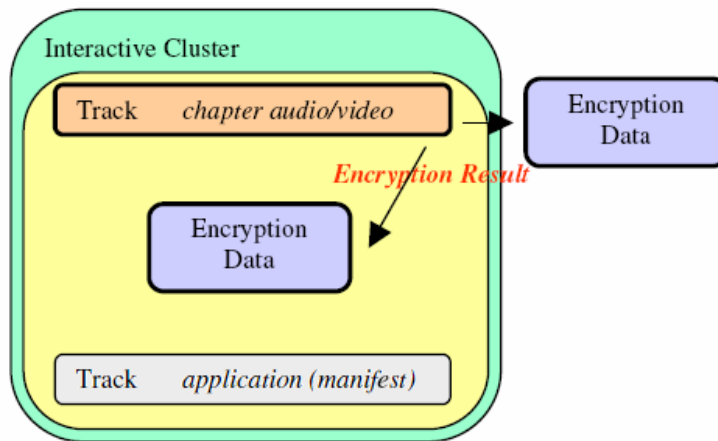 Interactive Cluster
Track chapter audio/video
Encryption
Data
Encryption Result
Encryption
Data
Track application (manifest)